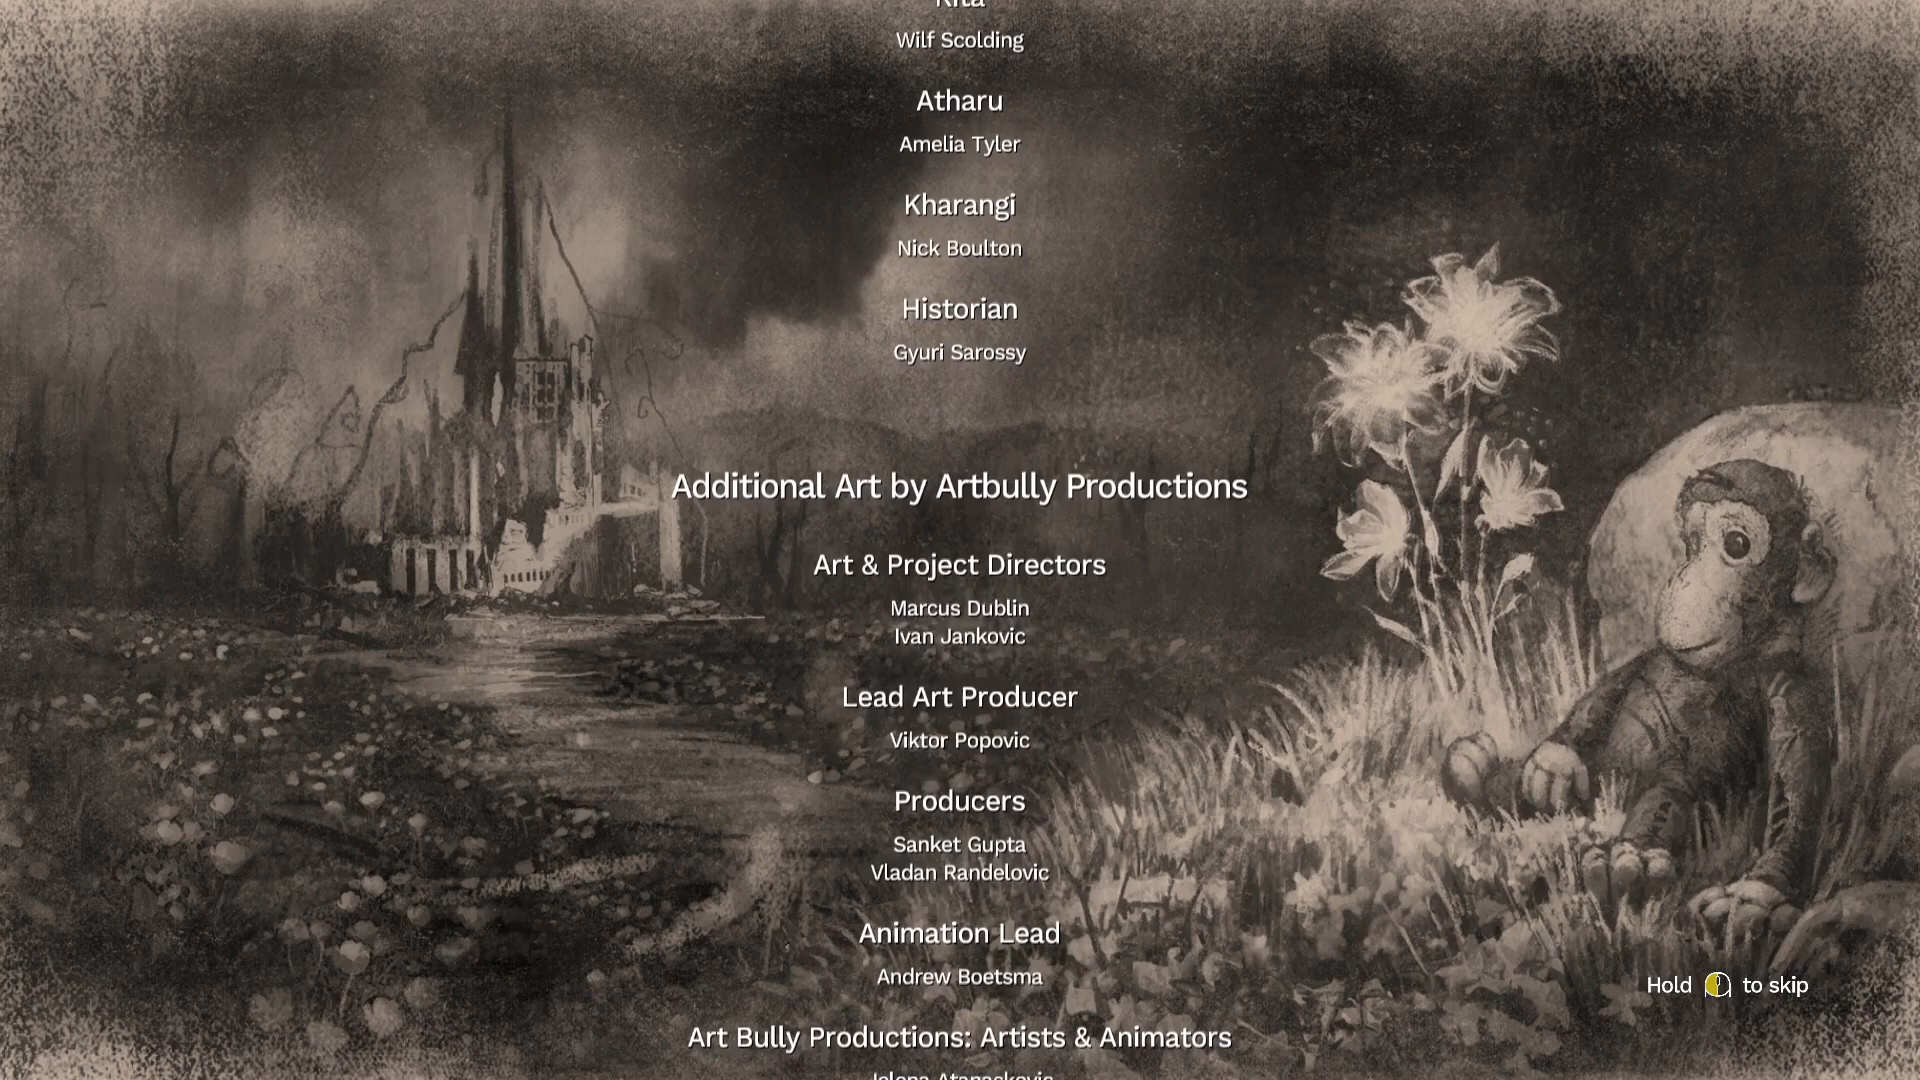 Rita
Wilf Scolding
Atharu
Amelia Tyler
Kharangi
Nick Boulton
Historian
Gyuri Sarossy
Additional Art by Artbully Productions
Art & Project Directors
Marcus Dublin
Ivan Jankovic
Lead Art Producer
Viktor Popovic
Producers
Sanket Gupta
Vladan Randelovic
Animation Lead
Andrew Boetsma
Hold to skip
Art Bully Productions: Artists & Animators